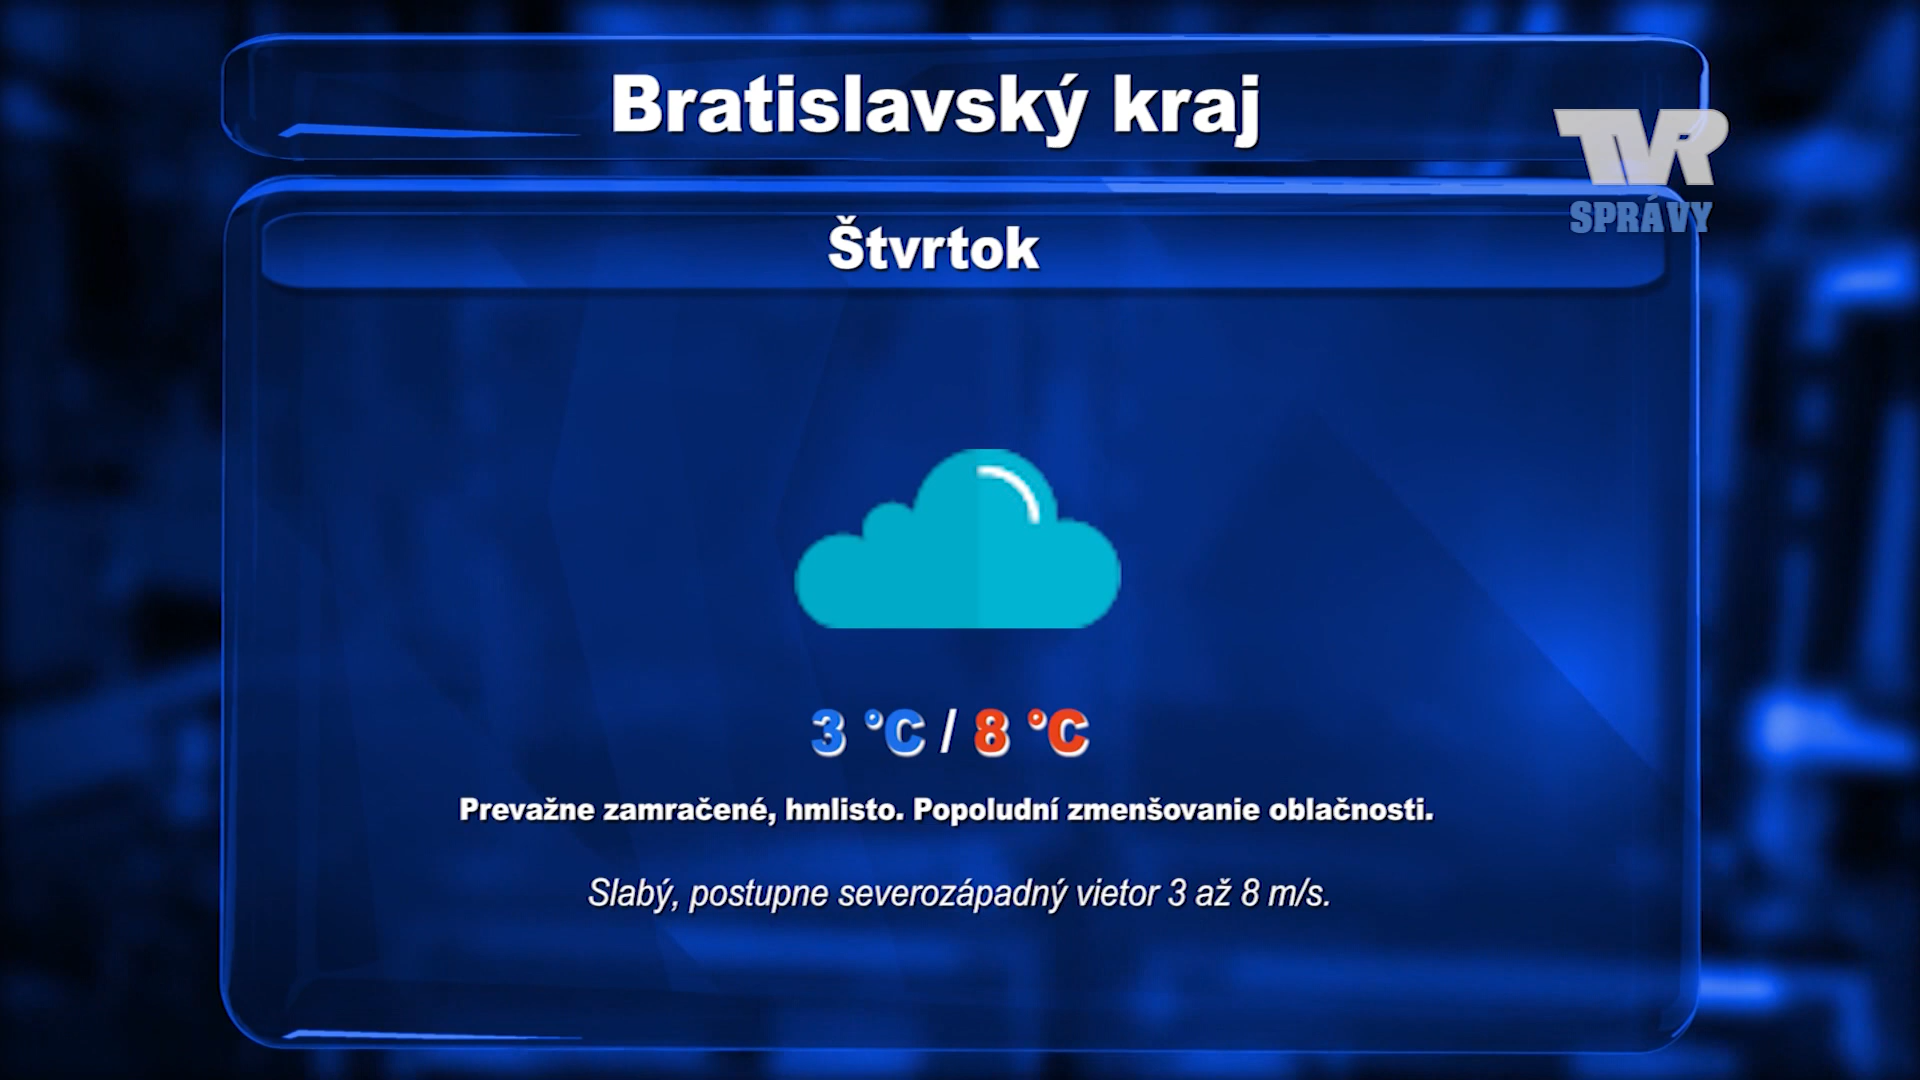 Bratislavský kraj
TVR
SPRÁVY
Štvrtok
3 °C / 8 °C
Prevažne zamračené, hmlisto. Popoludní zmenšovanie oblačnosti.
Slabý, postupne severozápadný vietor 3 až 8 m/s.